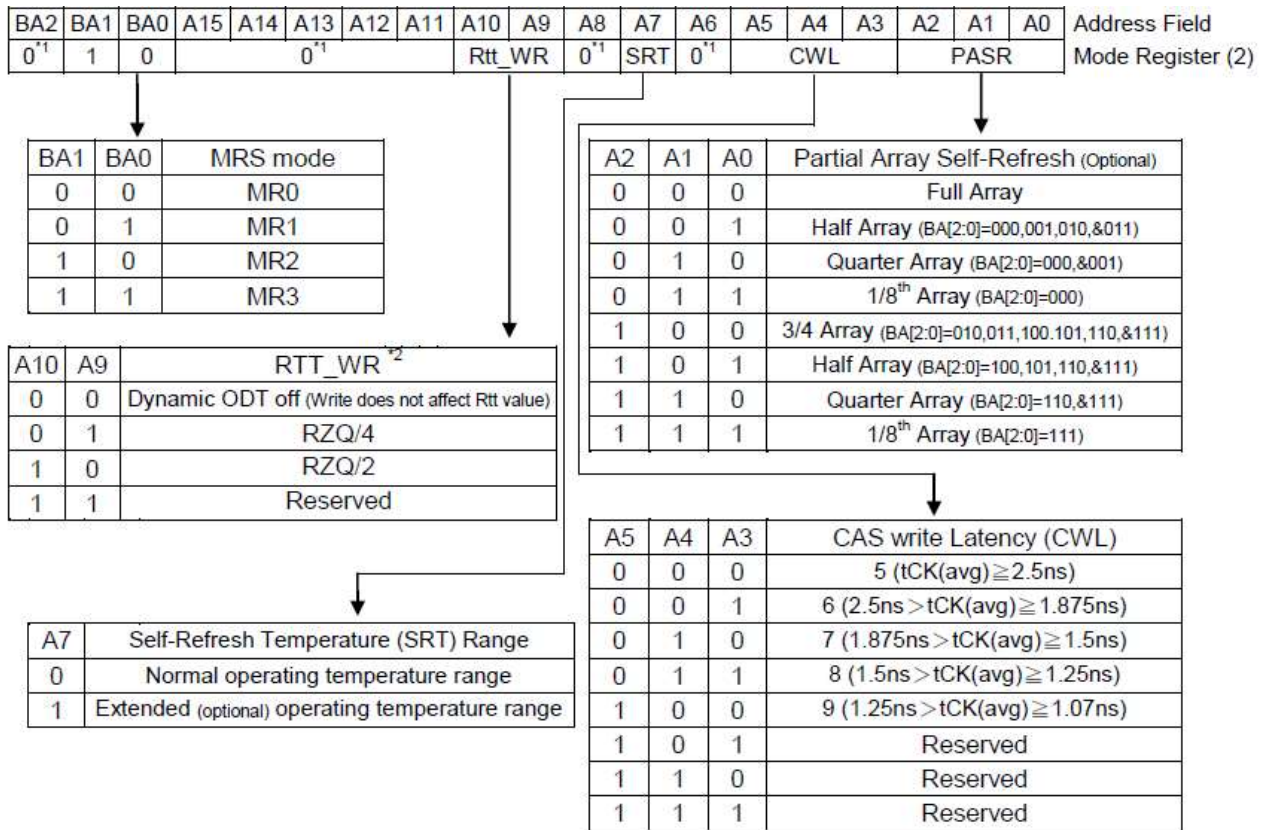 BA2 BA1 BA0 A15 A14 A13 A12 A11 A10 A9 A8 A7 A6 A5 A4 A3 A2 A1 A0 Address Field
0*1 1 0 0*1 Rtt_WR 0*1 SRT 0*1 CWL PASR Mode Register (2)
BA1 BA0 MRS mode
0 0 MR0
0 1 MR1
1 0 MR2
1 1 MR3
A10 A9 RTT_WR *2
0 0 Dynamic ODT off (Write does not affect Rtt value)
0 1 RZQ/4
1 0 RZQ/2
1 1 Reserved
A7 Self-Refresh Temperature (SRT) Range
0 Normal operating temperature range
1 Extended (optional) operating temperature range
A2 A1 A0 Partial Array Self-Refresh (Optional)
0 0 0 Full Array
0 0 1 Half Array (BA[2:0]=000,001,010,&011)
0 1 0 Quarter Array (BA[2:0]=000,&001)
0 1 1 1/8th Array (BA[2:0]=000)
1 0 0 3/4 Array (BA[2:0]=010,011,100.101,110,&111)
1 0 1 Half Array (BA[2:0]=100,101,110,&111)
1 1 0 Quarter Array (BA[2:0]=110,&111)
1 1 1 1/8th Array (BA[2:0]=111)
A5 A4 A3 CAS write Latency (CWL)
0 0 0 5 (tCK(avg)≧2.5ns)
0 0 1 6 (2.5ns>tCK(avg)≧1.875ns)
0 1 0 7 (1.875ns>tCK(avg)≧1.5ns)
0 1 1 8 (1.5ns>tCK(avg)≧1.25ns)
1 0 0 9 (1.25ns>tCK(avg)≧1.07ns)
1 0 1 Reserved
1 1 0 Reserved
1 1 1 Reserved